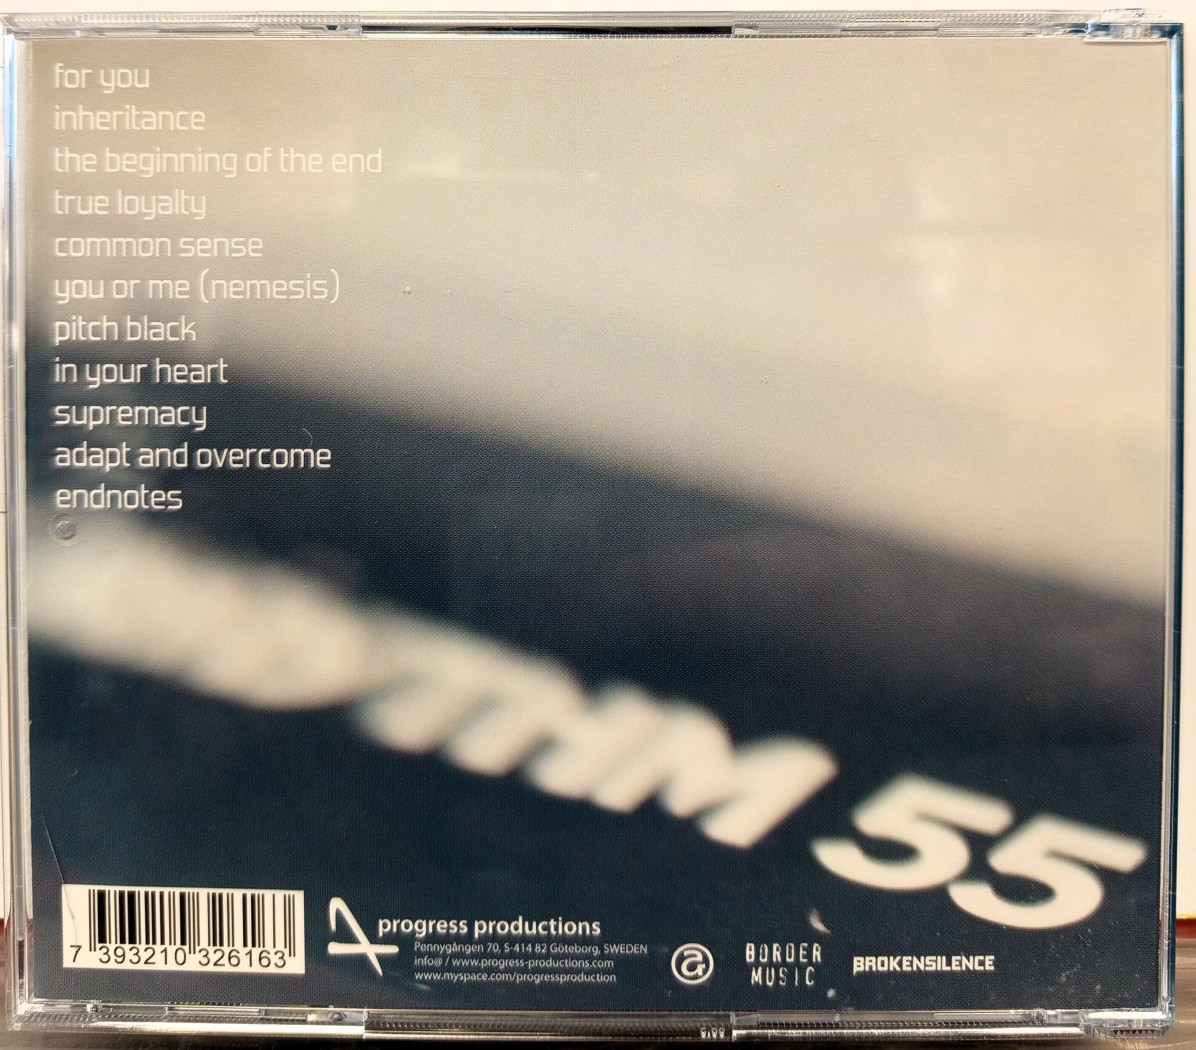 for you
inheritance
the beginning of the end
true loyalty
common sense
you or me (nemesis)
pitch black
in your heart
supremacy
adapt and overcome
endnotes
55
7 393210 326163
progress productions
Pennygången 70, S-414 82 Göteborg, SWEDEN
info@ / www.progress-productions.com
www.myspace.com/progressproduction
BORDER
MUSIC
BROKENSILENCE